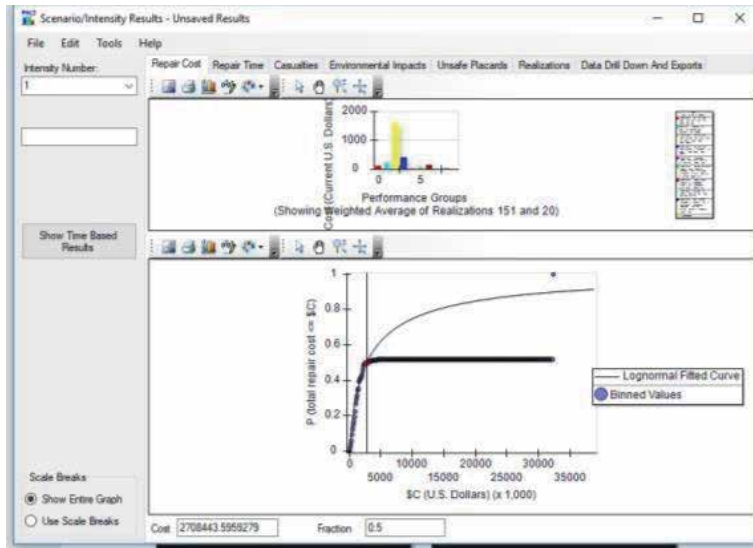 PACT
Scenario/Intensity Results - Unsaved Results
File Edit Tools Help
Intensity Number:
1
Repair Cost Repair Time Casualties Environmental Impacts Unsafe Placards Realizations Data Drill Down And Exports
Cost (Current U.S. Dollars)
2000
1000
0
0 5
Performance Groups
(Showing Weighted Average of Realizations 151 and 20)
Show Time Based
Results
P (total repair cost <= $C)
1
0.8
0.6
0.4
0.2
0
0 10000 20000 30000
5000 15000 25000 35000
$C (U.S. Dollars) (x 1,000)
Lognormal Fitted Curve
Binned Values
Scale Breaks
Show Entire Graph
Use Scale Breaks
Cost 2708443.5959279 Fraction 0.5